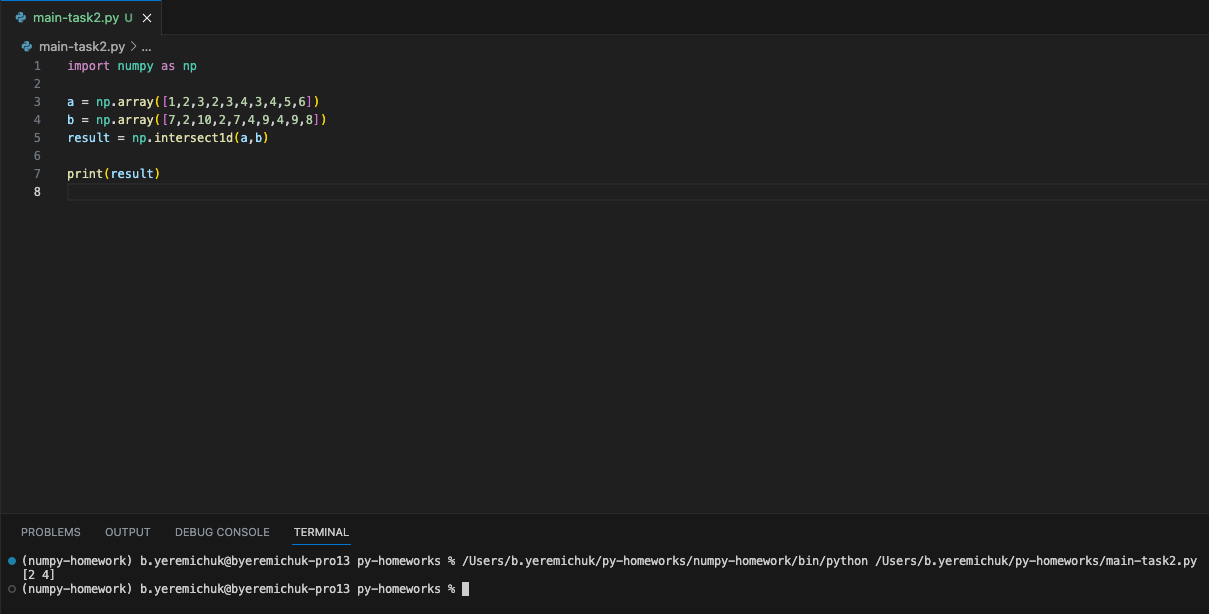 main-task2.py U ×
main-task2.py > ...
1 import numpy as np
2
3 a = np.array([1,2,3,2,3,4,3,4,5,6])
4 b = np.array([7,2,10,2,7,4,9,4,9,8])
5 result = np.intersect1d(a,b)
6
7 print(result)
8
PROBLEMS OUTPUT DEBUG CONSOLE TERMINAL
(numpy-homework) b.yeremichuk@byeremichuk-pro13 py-homeworks % /Users/b.yeremichuk/py-homeworks/numpy-homework/bin/python /Users/b.yeremichuk/py-homeworks/main-task2.py
[2 4]
(numpy-homework) b.yeremichuk@byeremichuk-pro13 py-homeworks %